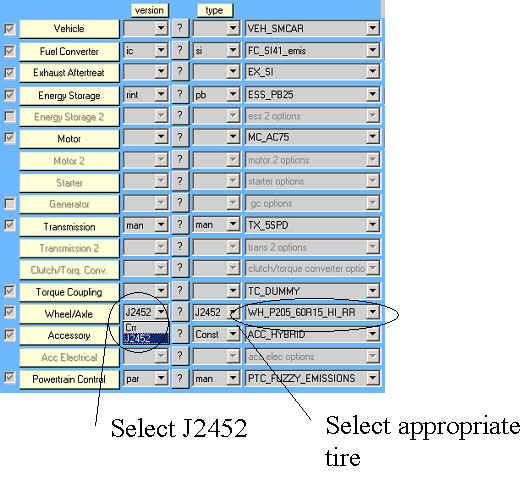 version type
Vehicle ? VEH_SMCAR
Fuel Converter ic ? si FC_SI41_emis
Exhaust Aftertreat ? EX_SI
Energy Storage rint ? pb ESS_PB25
Energy Storage 2 ? ess 2 options
Motor ? MC_AC75
Motor 2 ? motor 2 options
Starter ? starter options
Generator ? gc options
Transmission man ? man TX_5SPD
Transmission 2 ? trans 2 options
Clutch/Torq. Conv. ? clutch/torque converter optio
Torque Coupling ? TC_DUMMY
Wheel/Axle J2452 ? J2452 WH_P205_60R15_HI_RR
Crr
Accessory J2452 ? Const ACC_HYBRID
Acc Electrical ? acc elec options
Powertrain Control par ? man PTC_FUZZY_EMISSIONS
Select J2452
Select appropriate
tire